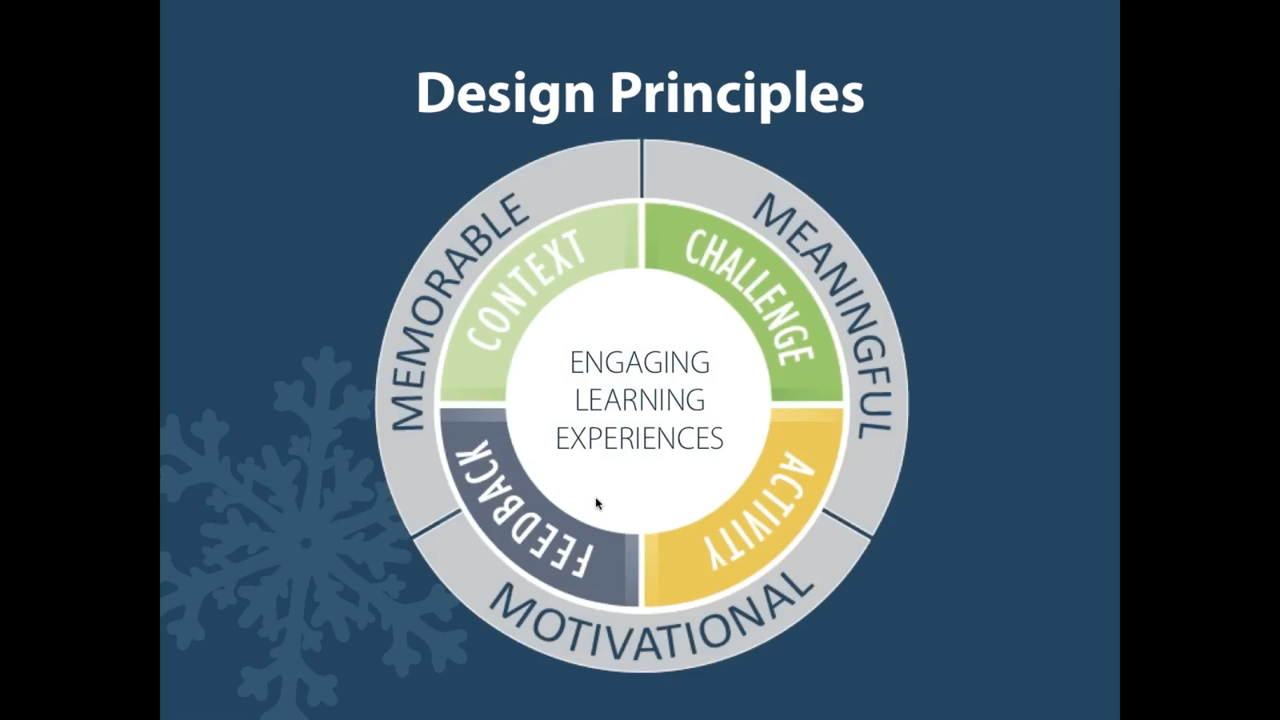 Design Principles
MEMORABLE
MEANINGFUL
CONTEXT
CHALLENGE
ENGAGING
LEARNING
EXPERIENCES
FEEDBACK
ACTIVITY
MOTIVATIONAL